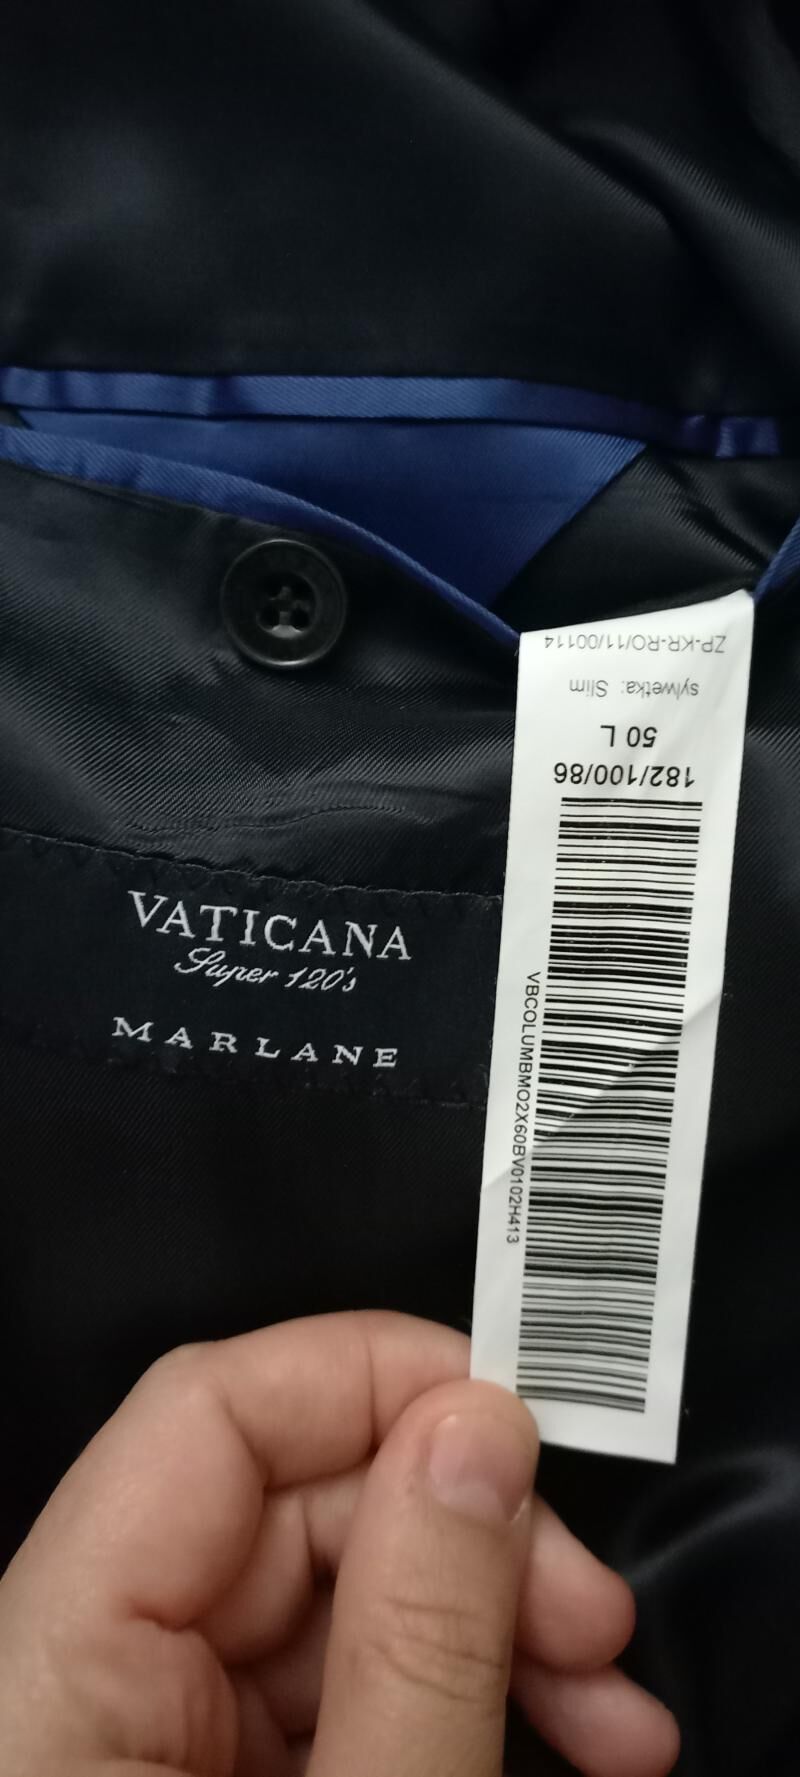 VATICANA
Super 120's
MARLANE
182/100/86
50 L
sylwetka: Slim
ZP-KR-RO/11/00114
VBCOLUMBMO2X60BV0102H413